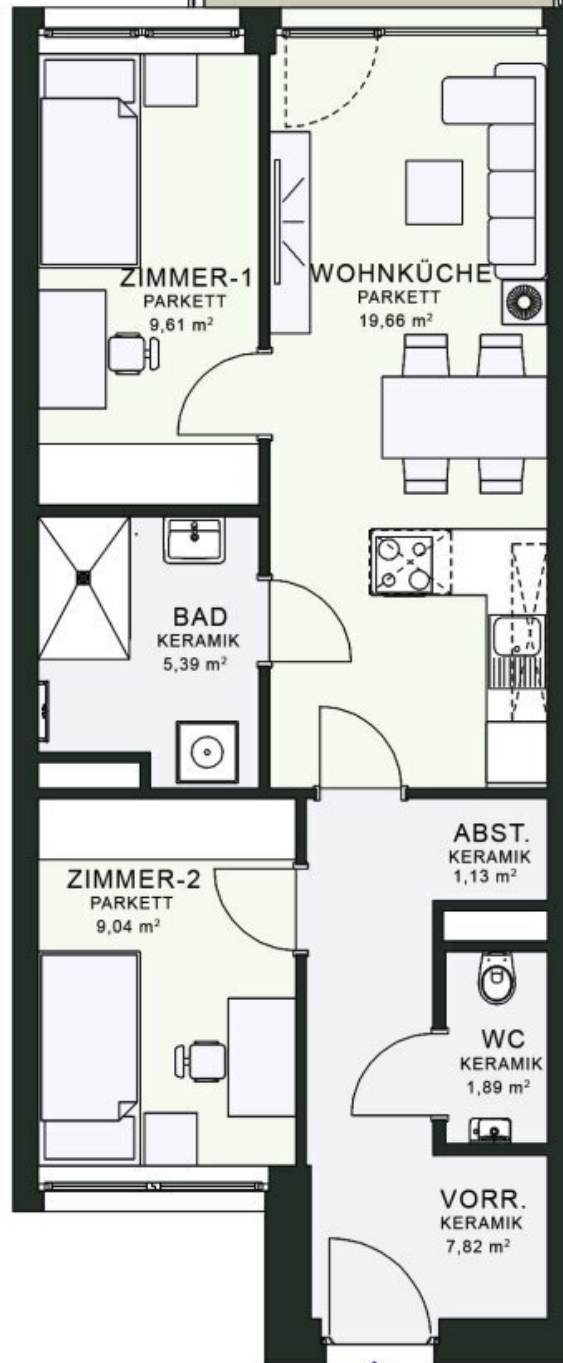 ZIMMER-1
PARKETT
9,61 m²
WOHNKÜCHE
PARKETT
19,66 m²
BAD
KERAMIK
5,39 m²
ABST.
KERAMIK
1,13 m²
ZIMMER-2
PARKETT
9,04 m²
WC
KERAMIK
1,89 m²
VORR.
KERAMIK
7,82 m²